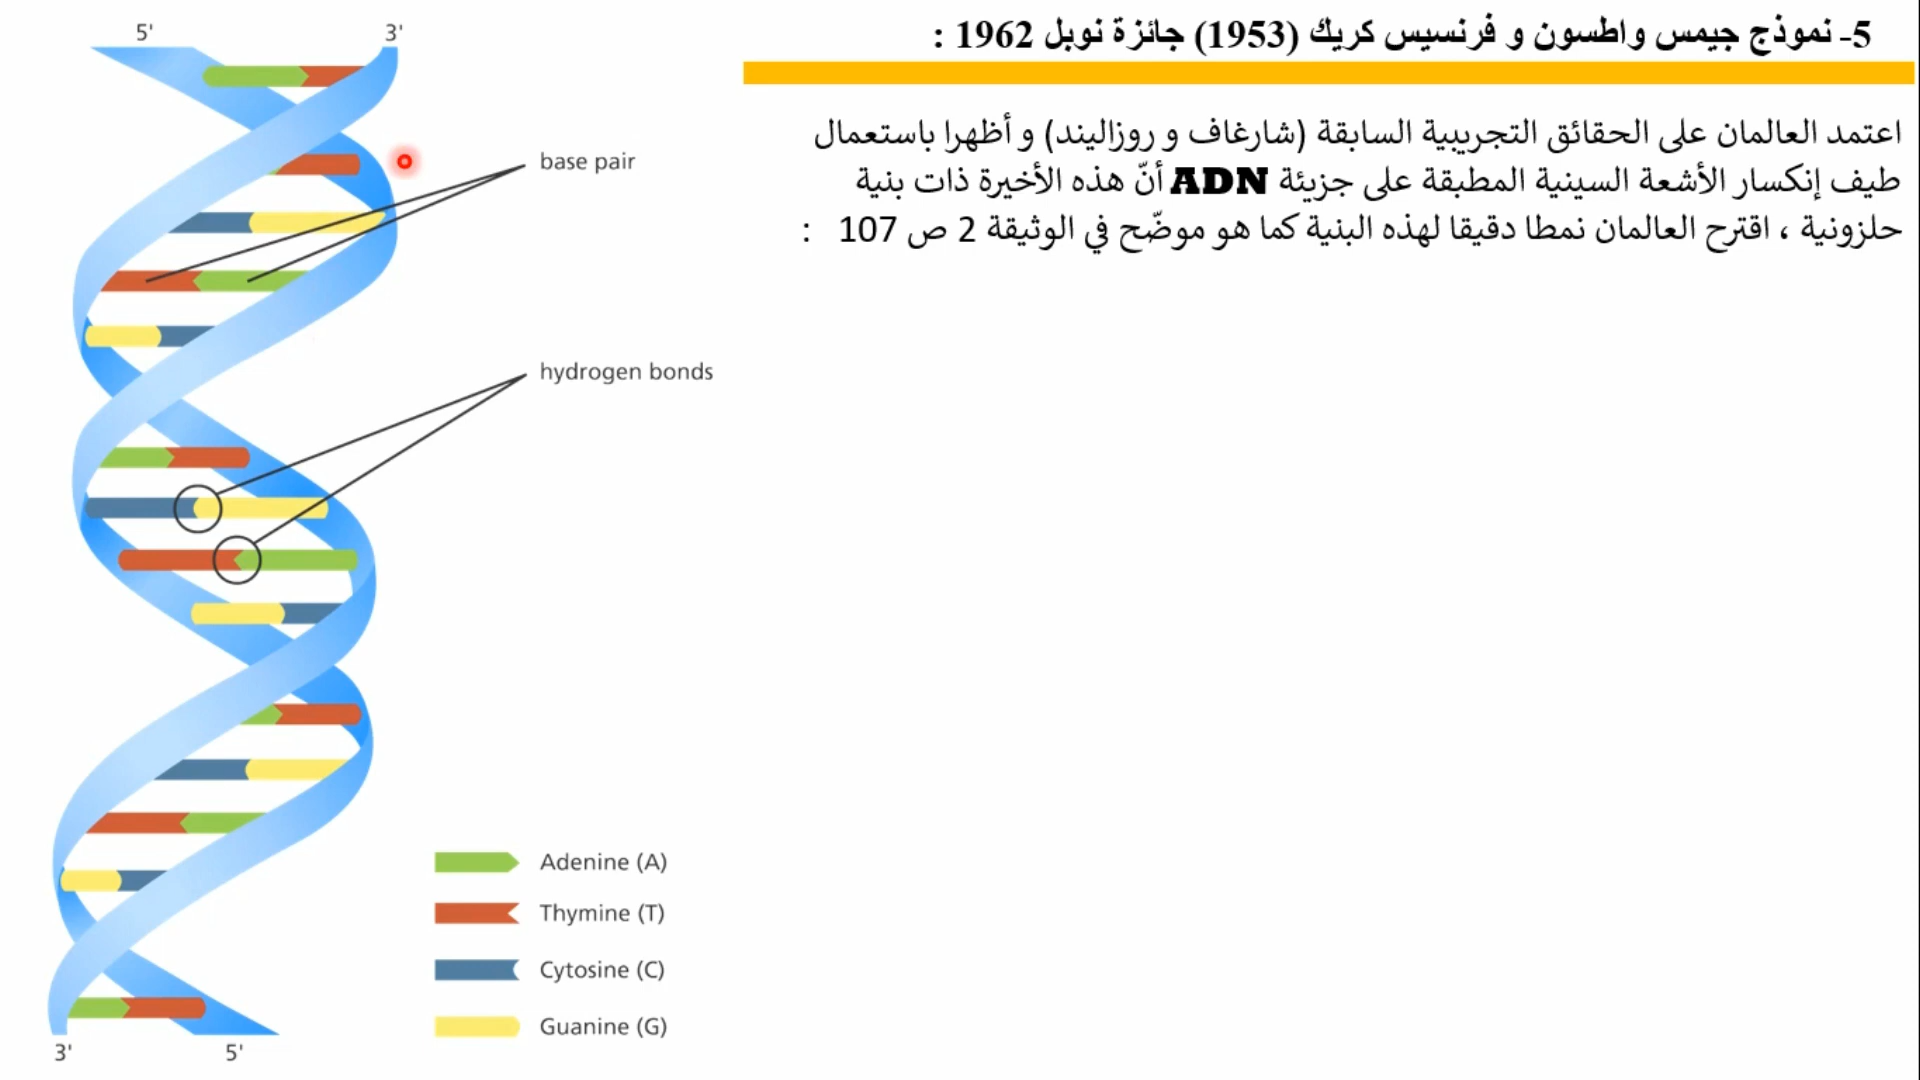 5- نموذج جيمس واطسون و فرنسيس كريك (1953) جائزة نوبل 1962 :
اعتمد العالمان على الحقائق التجريبية السابقة (شارغاف و روزاليند) و أظهرا باستعمال
طيف إنكسار الأشعة السينية المطبقة على جزيئة ADN أنّ هذه الأخيرة ذات بنية
حلزونية ، اقترح العالمان نمطا دقيقا لهذه البنية كما هو موضّح في الوثيقة 2 ص 107 :
5' 3'
base pair
hydrogen bonds
Adenine (A)
Thymine (T)
Cytosine (C)
Guanine (G)
3' 5'